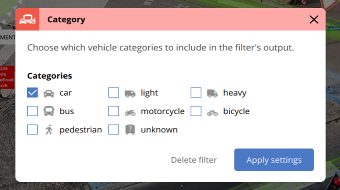 Category
MENT
Choose which vehicle categories to include in the filter's output.
Categories
car light heavy
bus motorcycle bicycle
pedestrian unknown
Delete filter Apply settings